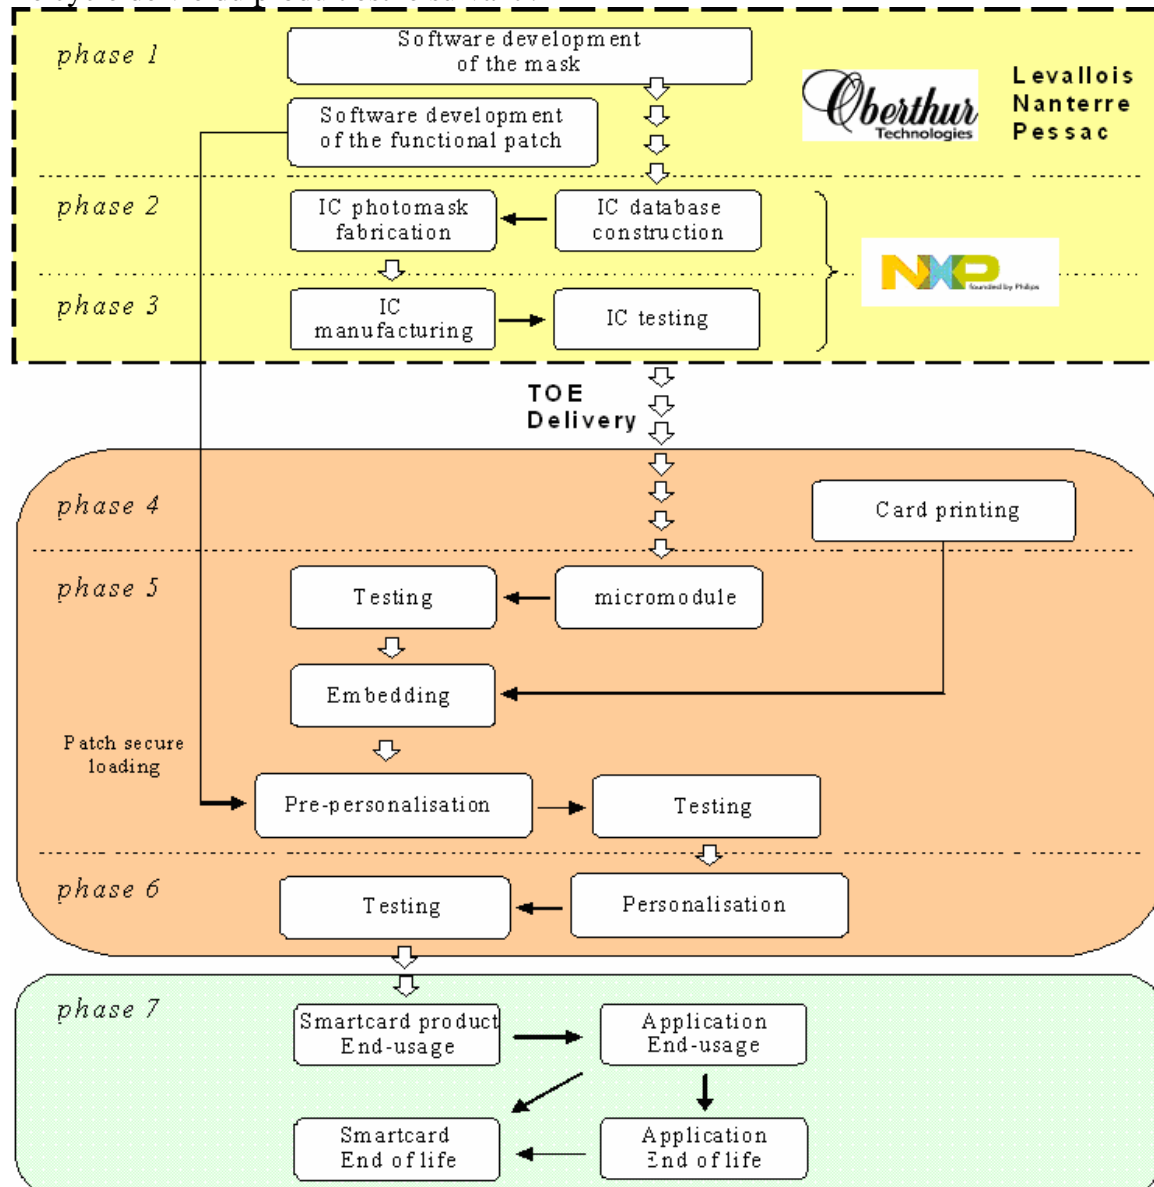 phase 1
Software development
of the mask
Software development
of the functional patch
Oberthur
Technologies
Levallois
Nanterre
Pessac
phase 2
IC photomask
fabrication
IC database
construction
NXP
founded by Philips
phase 3
IC
manufacturing
IC testing
TOE
Delivery
phase 4
Card printing
phase 5
Testing
micromodule
Embedding
Patch secure
loading
Pre-personalisation
Testing
phase 6
Testing
Personalisation
phase 7
Smartcard product
End-usage
Application
End-usage
Smartcard
End of life
Application
End of life